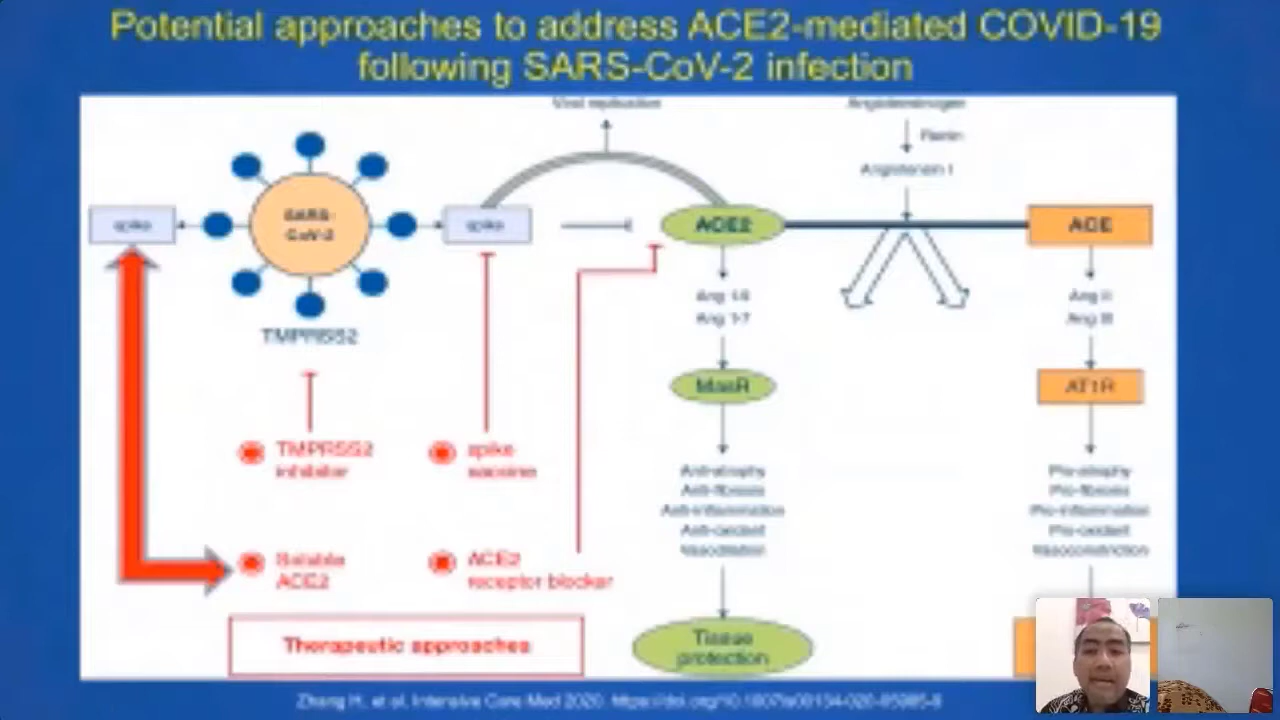 Potential approaches to address ACE2-mediated COVID-19
following SARS-CoV-2 infection
Viral replication
Angiotensinogen
Renin
Angiotensin I
spike
SARS-
CoV-2
spike
ACE2
ACE
TMPRSS2
Ang 1-9
Ang 1-7
Ang II
Ang III
MasR
AT1R
TMPRSS2
inhibitor
spike
vaccine
Anti-atrophy
Anti-fibrosis
Anti-inflammation
Anti-oxidant
Vasodilation
Pro-atrophy
Pro-fibrosis
Pro-inflammation
Pro-oxidant
Vasoconstriction
Soluble
ACE2
ACE2
receptor blocker
Therapeutic approaches
Tissue
protection
Zhang H, et al. Intensive Care Med 2020.